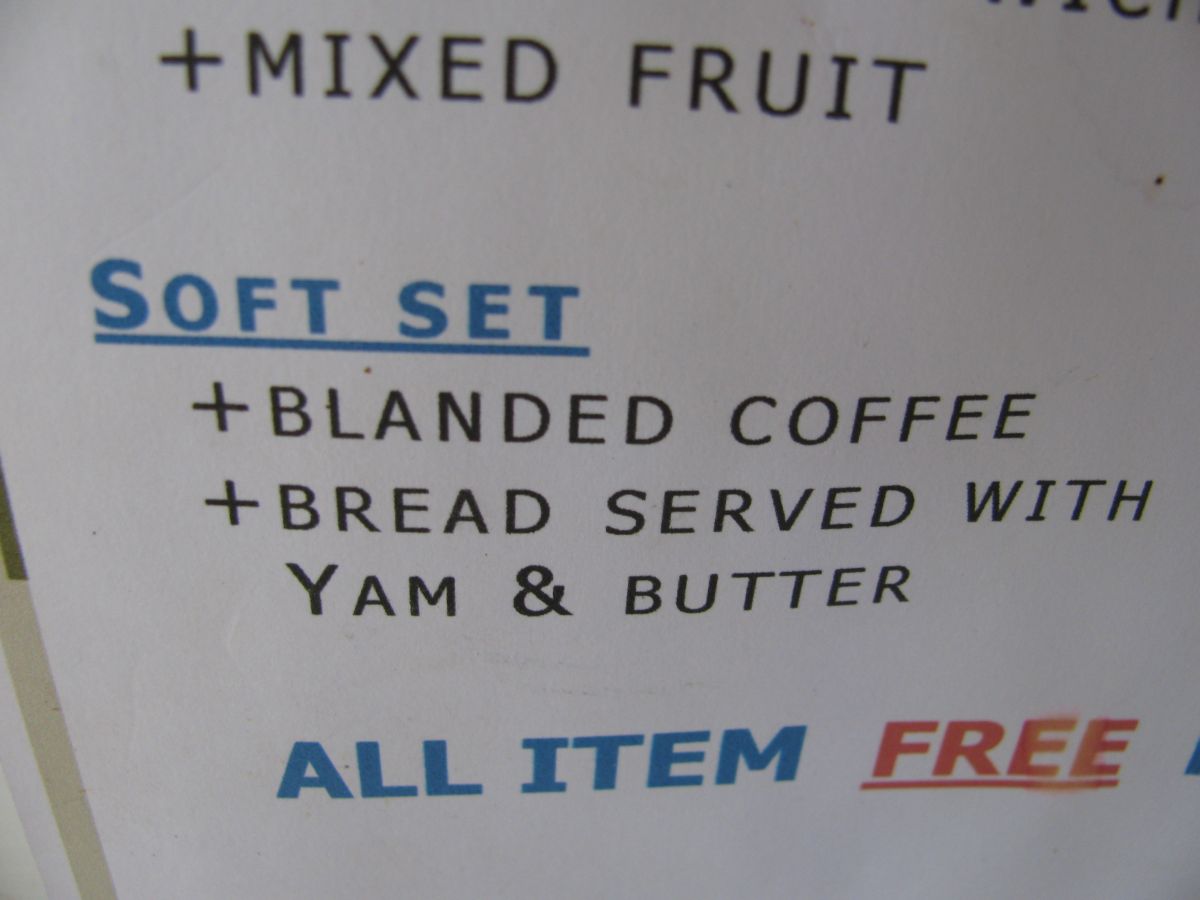 +MIXED FRUIT
SOFT SET
+BLANDED COFFEE
+BREAD SERVED WITH
YAM & BUTTER
ALL ITEM FREE